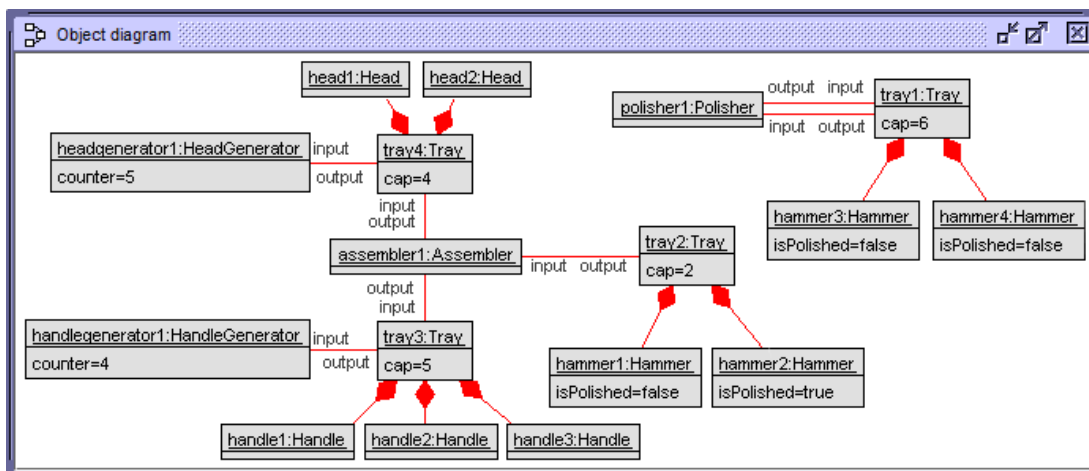 Object diagram
head1:Head
head2:Head
output input
tray1:Tray
polisher1:Polisher
cap=6
input output
headgenerator1:HeadGenerator
counter=5
input
output
tray4:Tray
cap=4
input
output
hammer3:Hammer
isPolished=false
hammer4:Hammer
isPolished=false
assembler1:Assembler
input output
tray2:Tray
cap=2
output
input
handlegenerator1:HandleGenerator
counter=4
input
output
tray3:Tray
cap=5
hammer1:Hammer
isPolished=false
hammer2:Hammer
isPolished=true
handle1:Handle
handle2:Handle
handle3:Handle